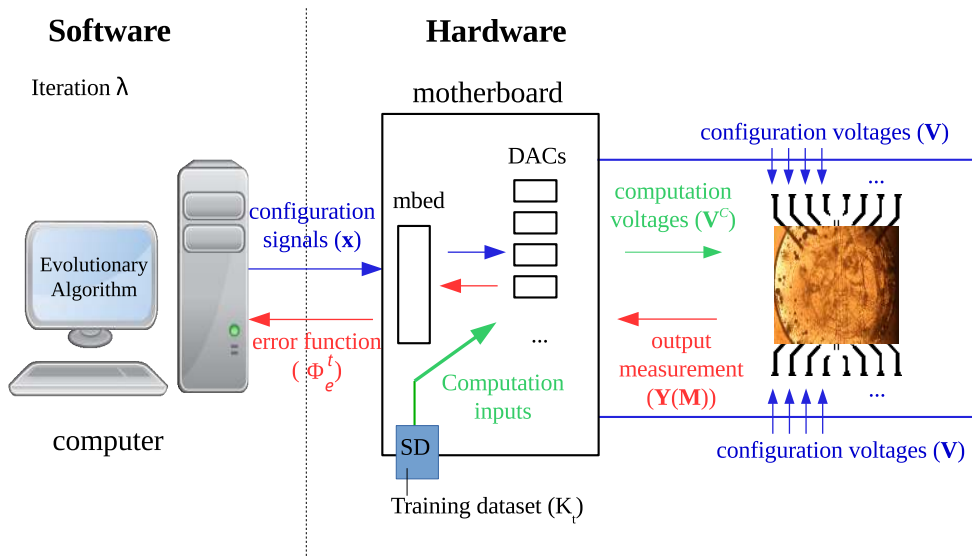 Software
Hardware
Iteration λ
motherboard
configuration voltages (V)
...
DACs
mbed
computation
voltages (V^C)
configuration
signals (x)
Evolutionary
Algorithm
error function
(Φ_e^t)
...
output
measurement
(Y(M))
Computation
inputs
...
computer
SD
configuration voltages (V)
Training dataset (K_t)